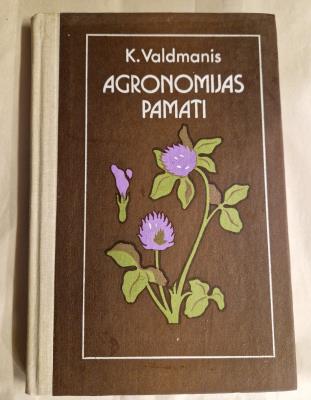 K. Valdmanis
AGRONOMIJAS
PAMATI